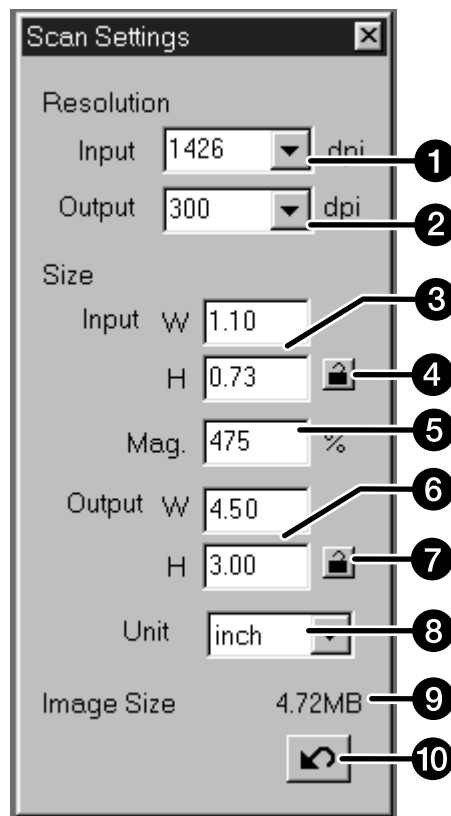 Scan Settings
Resolution
Input 1426 dpi 1
Output 300 dpi 2
Size
Input W 1.10 3
H 0.73 4
Mag. 475 % 5
Output W 4.50 6
H 3.00 7
Unit inch 8
Image Size 4.72MB 9
10